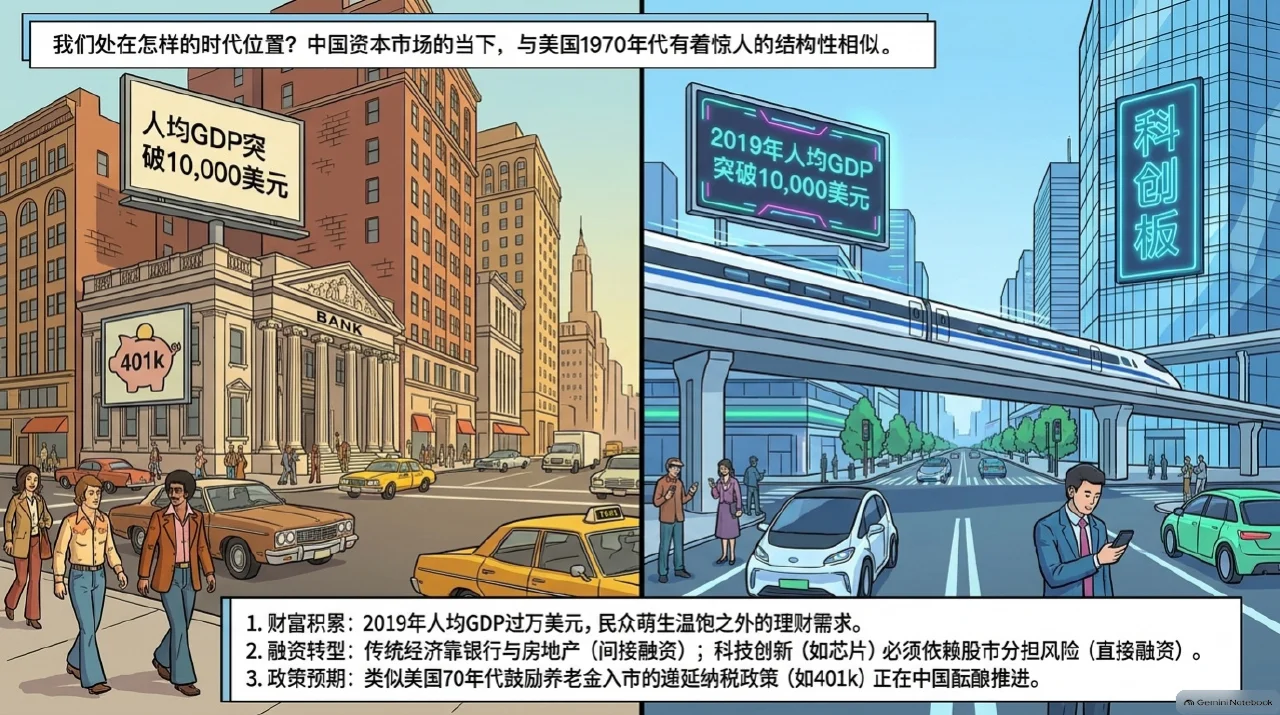 我们处在怎样的时代位置？中国资本市场的当下，与美国1970年代有着惊人的结构性相似。
人均GDP突
破10,000美元
BANK
401k
TAXI
2019年人均GDP
突破10,000美元
科创板
1. 财富积累：2019年人均GDP过万美元，民众萌生温饱之外的理财需求。
2. 融资转型：传统经济靠银行与房地产（间接融资）；科技创新（如芯片）必须依赖股市分担风险（直接融资）。
3. 政策预期：类似美国70年代鼓励养老金入市的递延纳税政策（如401k）正在中国酝酿推进。
Gemini Notebook